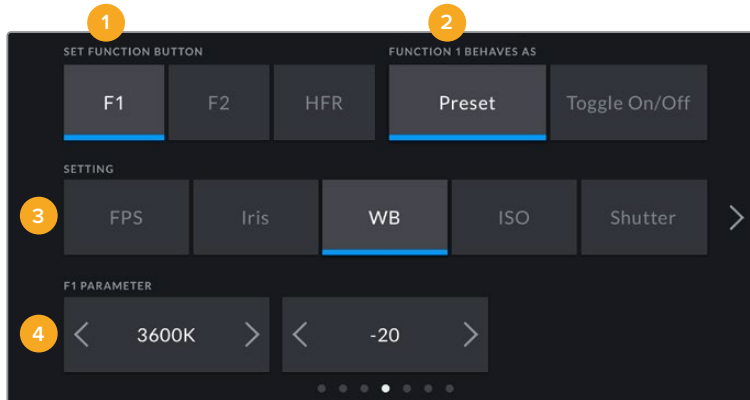 1 2
SET FUNCTION BUTTON FUNCTION 1 BEHAVES AS
F1 F2 HFR Preset Toggle On/Off
SETTING
3 FPS Iris WB ISO Shutter
F1 PARAMETER
4 3600K -20